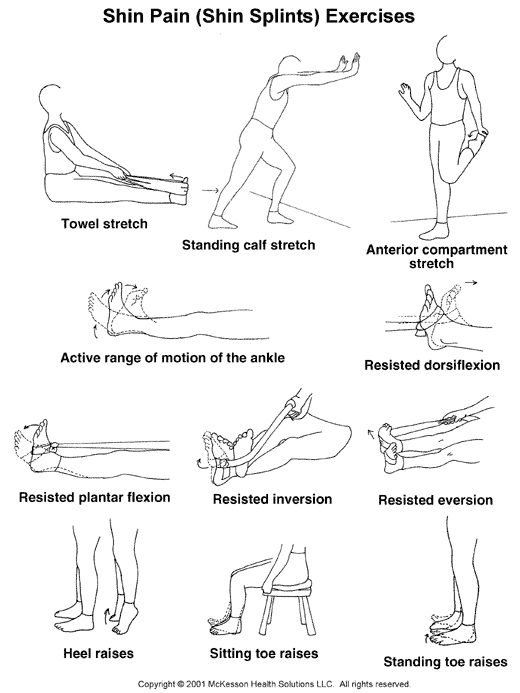 Shin Pain (Shin Splints) Exercises
Towel stretch
Standing calf stretch
Anterior compartment
stretch
Active range of motion of the ankle
Resisted dorsiflexion
Resisted plantar flexion
Resisted inversion
Resisted eversion
Heel raises
Sitting toe raises
Standing toe raises
Copyright © 2001 McKesson Health Solutions LLC. All rights reserved.